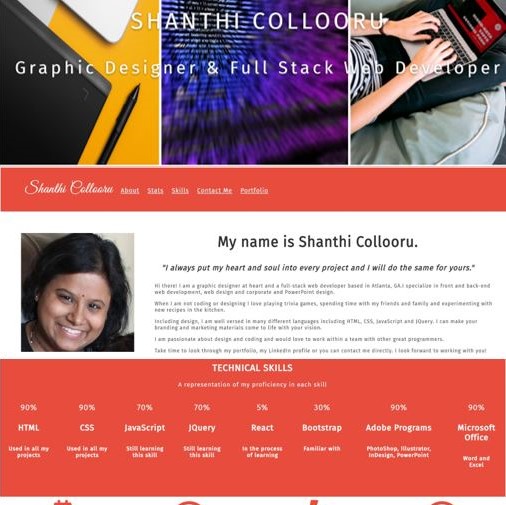 SHANTHI COLLOORU
Graphic Designer & Full Stack Web Developer
Shanthi Collooru About Stats Skills Contact Me Portfolio
My name is Shanthi Collooru.
"I always put my heart and soul into every project and I will do the same for yours."
Hi there! I am a graphic designer at heart and a full-stack web developer based in Atlanta, GA.I specialize in front and back-end
web development, web design and corporate and PowerPoint design.
When I am not coding or designing I love playing trivia games, spending time with my friends and family and experimenting with
new recipes in the kitchen.
Including design, I am well versed in many different languages including HTML, CSS, JavaScript and JQuery. I can make your
branding and marketing materials come to life with your vision.
I am passionate about design and coding and would love to work within a team with other great programmers.
Take time to look through my portfolio, my LinkedIn profile or you can contact me directly. I look forward to working with you!
TECHNICAL SKILLS
A representation of my proficiency in each skill
90% 90% 70% 70% 5% 30% 90% 90%
HTML CSS JavaScript JQuery React Bootstrap Adobe Programs Microsoft
Office
Used in all my Used in all my Still learning Still learning In the process Familiar with PhotoShop, Illustrator,
projects projects this skill this skill of learning InDesign, PowerPoint
Word and
Excel